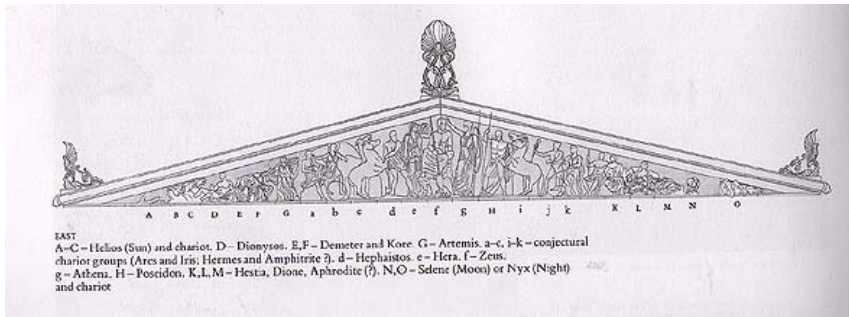 A B C D E F G a b c d e f g H i j k K L M N O
EAST
A–C – Helios (Sun) and chariot. D – Dionysos. E,F – Demeter and Kore. G – Artemis. a–c, i–k – conjectural
chariot groups (Ares and Iris; Hermes and Amphitrite ?). d – Hephaistos. e – Hera. f – Zeus.
g – Athena. H – Poseidon. K,L,M – Hestia, Dione, Aphrodite (?). N,O – Selene (Moon) or Nyx (Night)
and chariot